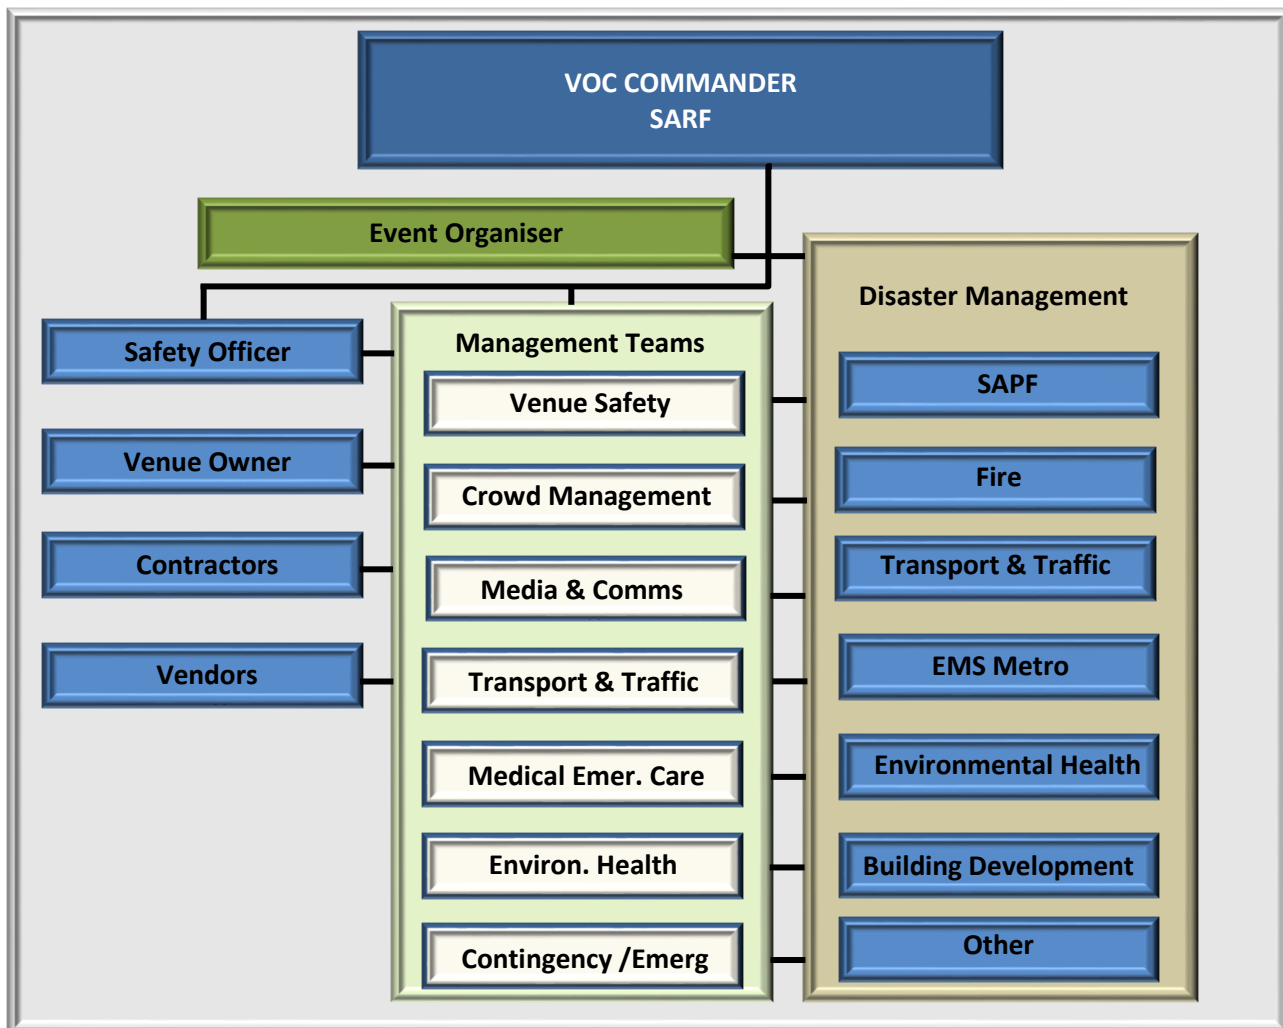 VOC COMMANDER
SARF
Event Organiser
Disaster Management
Safety Officer
Venue Owner
Contractors
Vendors
Management Teams
Venue Safety
Crowd Management
Media & Comms
Transport & Traffic
Medical Emer. Care
Environ. Health
Contingency /Emerg
SAPF
Fire
Transport & Traffic
EMS Metro
Environmental Health
Building Development
Other